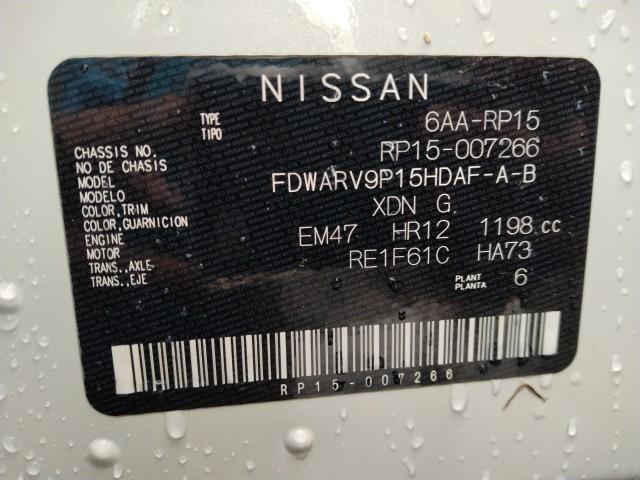 NISSAN
TYPE 6AA-RP15
TIPO
CHASSIS NO. RP15-007266
NO DE CHASIS
MODEL FDWARV9P15HDAF-A-B
MODELO
COLOR,TRIM XDN G
COLOR,GUARNICION
ENGINE EM47 HR12 1198 cc
MOTOR
TRANS.,AXLE RE1F61C HA73
TRANS.,EJE
PLANT 6
PLANTA
RP15-007266